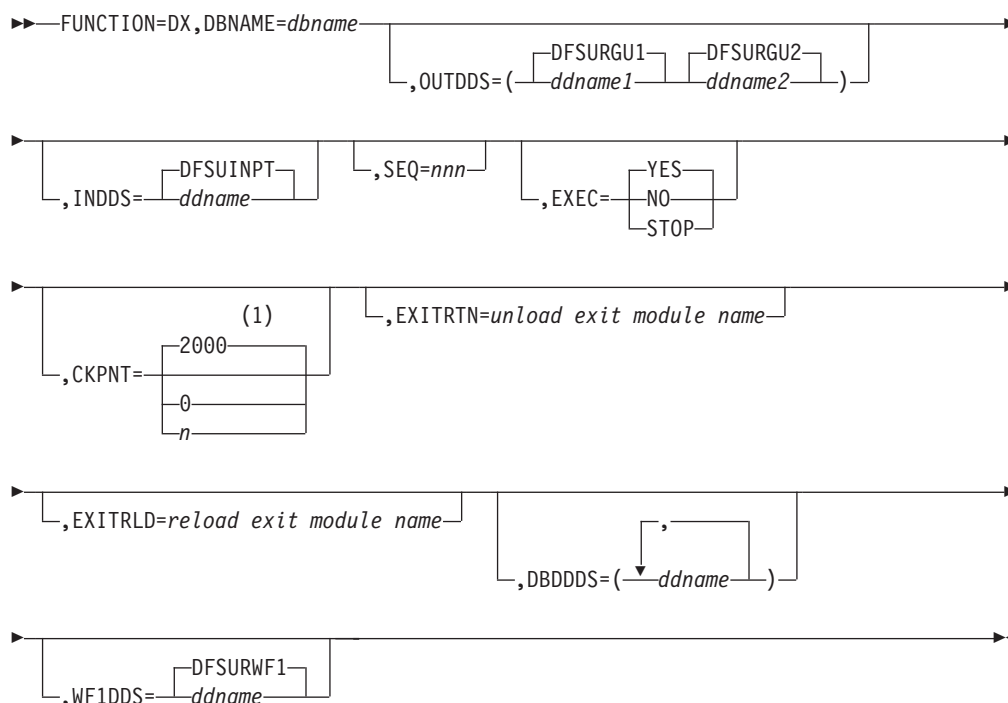 FUNCTION=DX,DBNAME=dbname
DFSURGU1 DFSURGU2
,OUTDDS=( ddname1 ddname2 )
DFSUINPT
,INDDS= ddname
,SEQ=nnn
YES
,EXEC= NO
STOP
(1)
2000
,CKPNT=
0
n
,EXITRTN=unload exit module name
,EXITRLD=reload exit module name
,
,DBDDDS=( ddname )
DFSURWF1
,WF1DDS= ddname